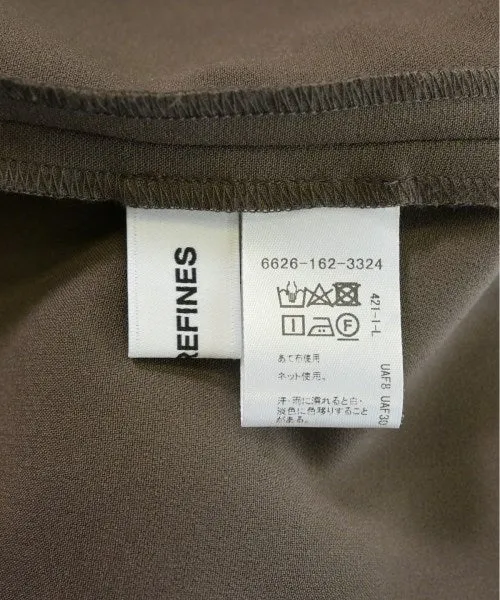 REFINES
6626-162-3324
421-I-L
F
あて布使用
ネット使用。
汗・雨に濡れると白・
淡色に色移りすること
がある。
UAF8 UAF30